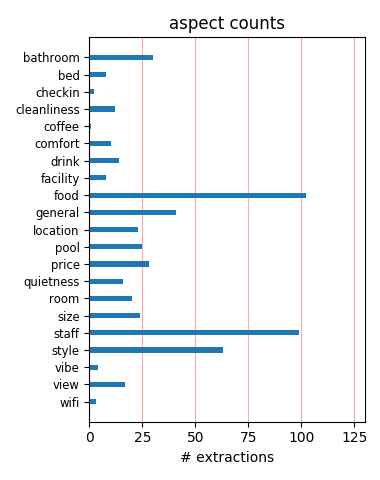 aspect counts
bathroom
bed
checkin
cleanliness
coffee
comfort
drink
facility
food
general
location
pool
price
quietness
room
size
staff
style
vibe
view
wifi
0 25 50 75 100 125
# extractions